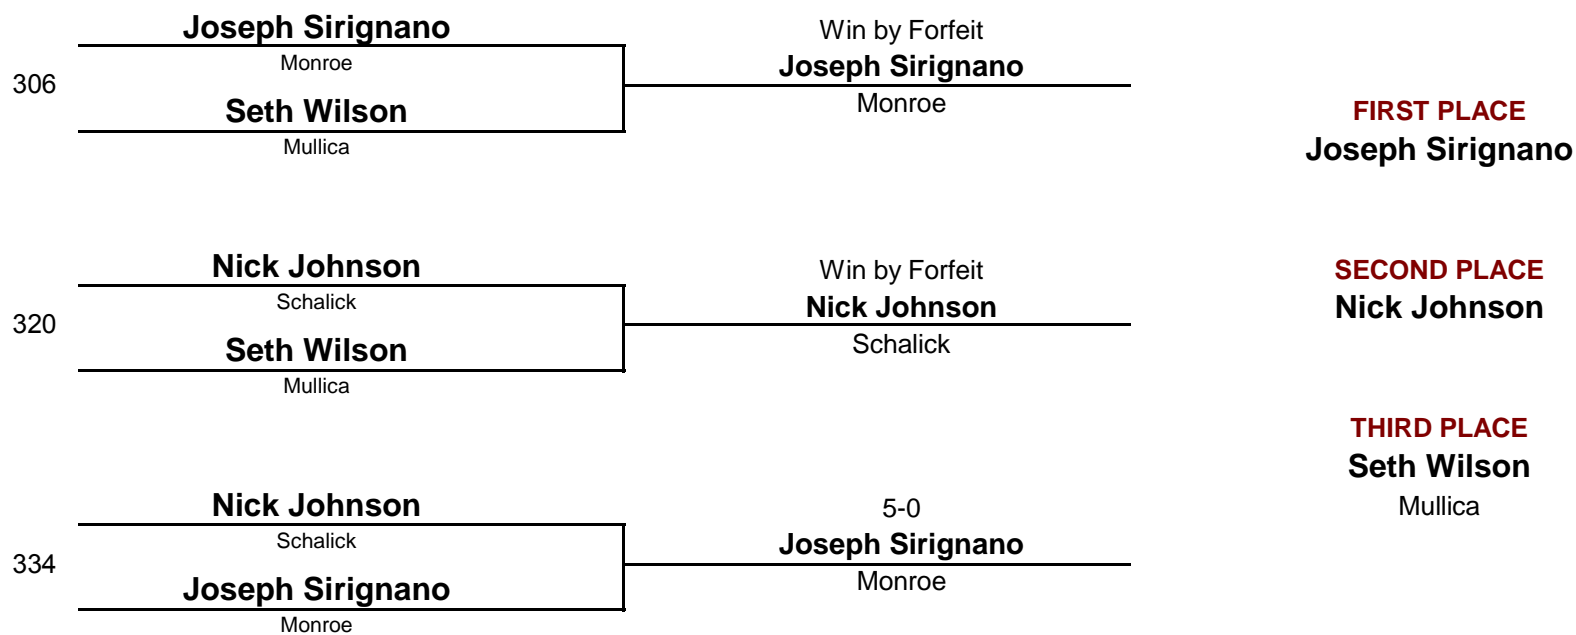 Joseph Sirignano
Monroe
306
Seth Wilson
Mullica
Win by Forfeit
Joseph Sirignano
Monroe
FIRST PLACE
Joseph Sirignano
Nick Johnson
Schalick
320
Seth Wilson
Mullica
Win by Forfeit
Nick Johnson
Schalick
SECOND PLACE
Nick Johnson
THIRD PLACE
Seth Wilson
Mullica
Nick Johnson
Schalick
334
Joseph Sirignano
Monroe
5-0
Joseph Sirignano
Monroe